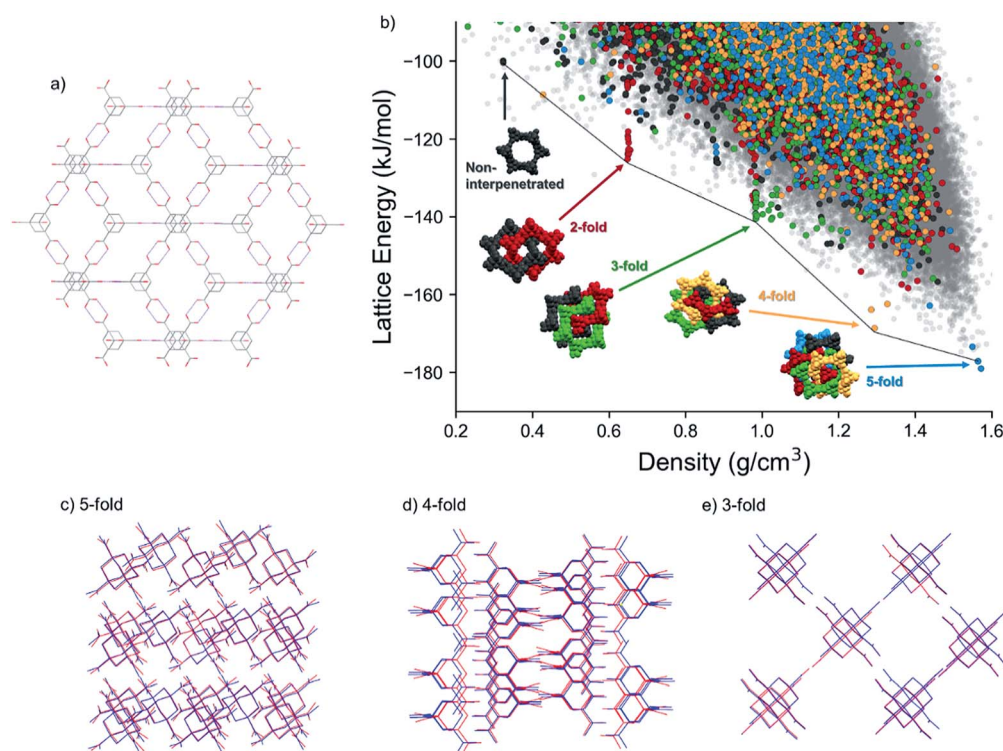 a)
b)
Lattice Energy (kJ/mol)
−100
−120
−140
−160
−180
Non-
interpenetrated
2-fold
3-fold
4-fold
5-fold
0.2
0.4
0.6
0.8
1.0
1.2
1.4
1.6
Density (g/cm³)
c) 5-fold
d) 4-fold
e) 3-fold